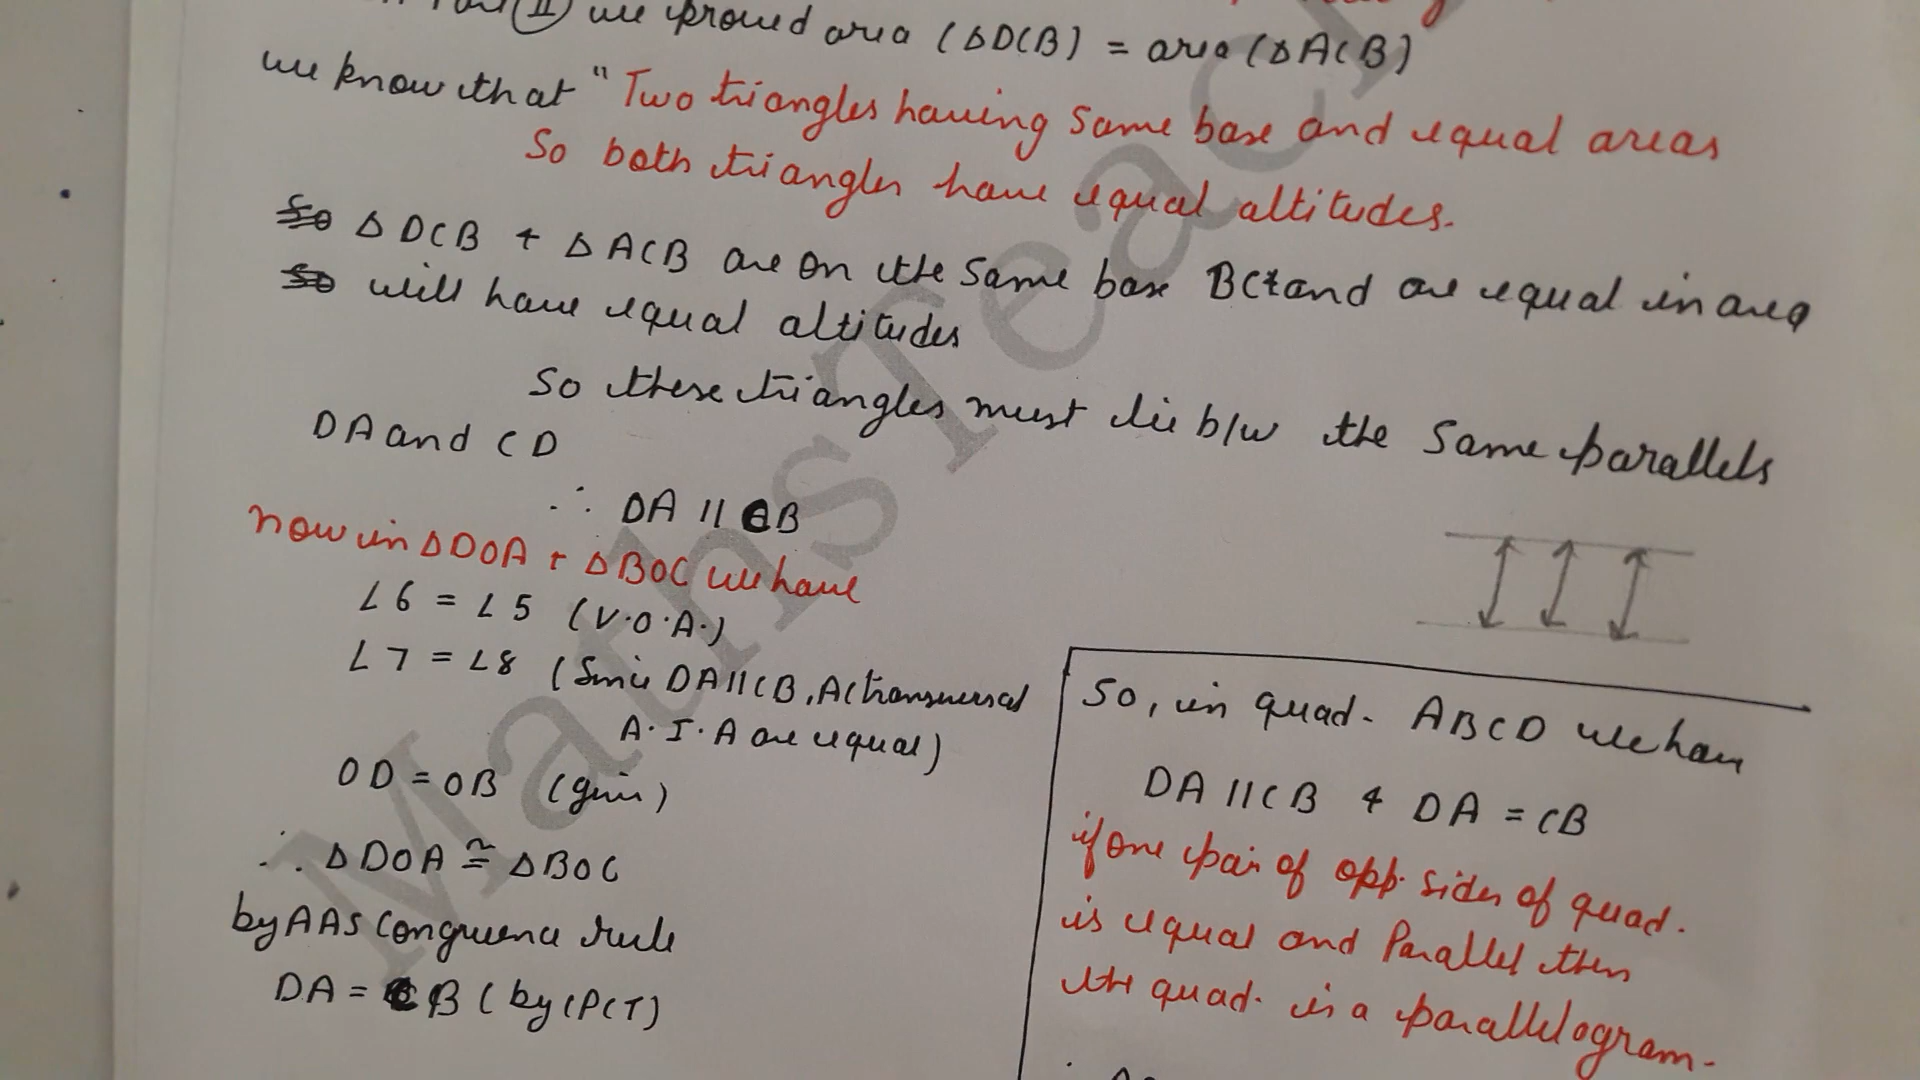 we proved area (ΔDCB) = area (ΔACB)
we know that "Two triangles having same base and equal areas
So both triangles have equal altitudes.
So Δ DCB + Δ ACB are on the same base BC and are equal in area
So will have equal altitudes
So these triangles must lie b/w the same parallels
DA and CD
∴ DA || CB
now in ΔDOA + ΔBOC we have
∠6 = ∠5 (V.O.A.)
∠7 = ∠8 (Since DA||CB, AC transversal
A.I.A are equal)
OD = OB (given)
∴ ΔDOA ≅ ΔBOC
by AAS Congruence rule
DA = CB (by CPCT)
So, in quad. ABCD we have
DA || CB & DA = CB
if one pair of opp. sides of quad.
is equal and Parallel then
the quad. is a parallelogram.
MathsTeac